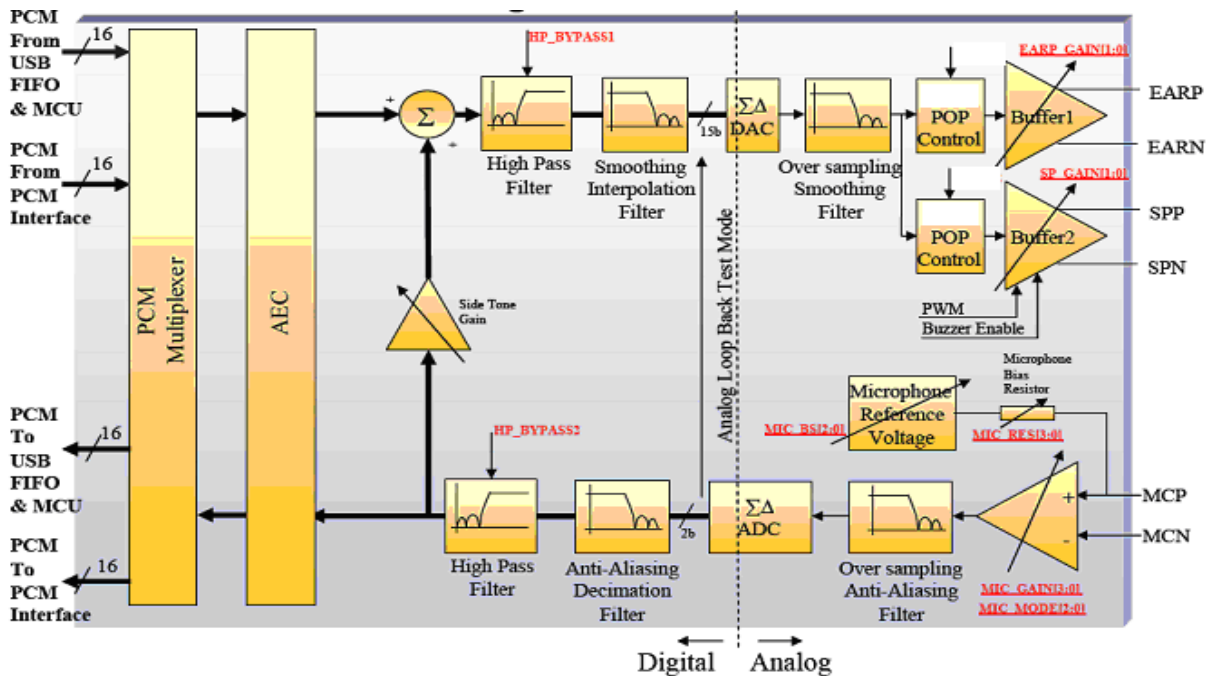 PCM
From
USB
FIFO
& MCU
16
PCM
From
PCM
Interface
16
PCM
Multiplexer
AEC
HP_BYPASS1
Σ
+
+
High Pass
Filter
Smoothing
Interpolation
Filter
15b
ΣΔ
DAC
Over sampling
Smoothing
Filter
POP
Control
EARP_GAIN[1:0]
Buffer1
EARP
EARN
POP
Control
SP_GAIN[1:0]
Buffer2
SPP
SPN
PWM
Buzzer Enable
Side Tone
Gain
Analog Loop Back Test Mode
Microphone
Reference
Voltage
MIC_BS[2:0]
Microphone
Bias
Resistor
MIC_RES[3:0]
PCM
To
USB
FIFO
& MCU
16
PCM
To
PCM
Interface
16
HP_BYPASS2
High Pass
Filter
Anti-Aliasing
Decimation
Filter
2b
ΣΔ
ADC
Over sampling
Anti-Aliasing
Filter
+
-
MCP
MCN
MIC_GAIN[3:0]
MIC_MODE[2:0]
Digital
Analog